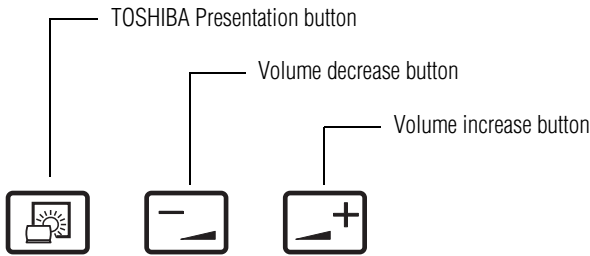 TOSHIBA Presentation button
Volume decrease button
Volume increase button